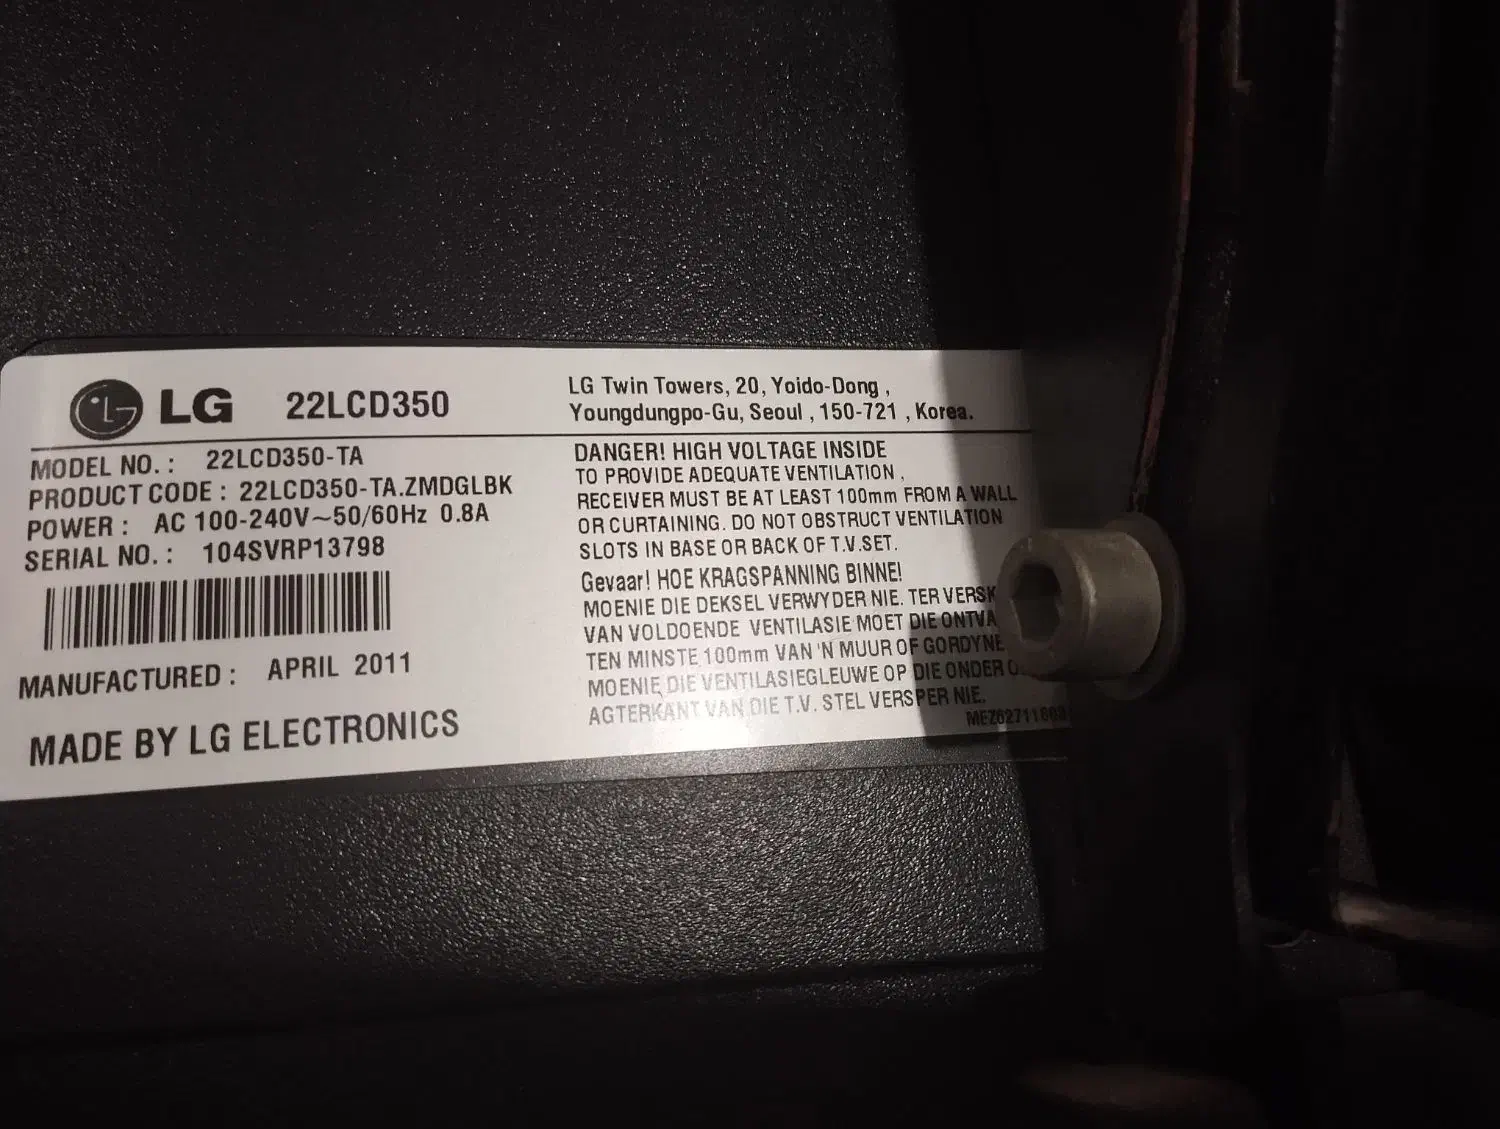 LG 22LCD350
LG Twin Towers, 20, Yoido-Dong ,
Youngdungpo-Gu, Seoul , 150-721 , Korea.
MODEL NO. : 22LCD350-TA
PRODUCT CODE : 22LCD350-TA.ZMDGLBK
POWER : AC 100-240V~50/60Hz 0.8A
SERIAL NO. : 104SVRP13798
MANUFACTURED : APRIL 2011
MADE BY LG ELECTRONICS
DANGER! HIGH VOLTAGE INSIDE
TO PROVIDE ADEQUATE VENTILATION ,
RECEIVER MUST BE AT LEAST 100mm FROM A WALL
OR CURTAINING. DO NOT OBSTRUCT VENTILATION
SLOTS IN BASE OR BACK OF T.V.SET.
Gevaar! HOE KRAGSPANNING BINNE!
MOENIE DIE DEKSEL VERWYDER NIE. TER
VAN VOLDOENDE VENTILASIE MOET DIE
TEN MINSTE 100mm VAN 'N MUUR OF GORDYNE
MOENIE DIE VENTILASIEGLEUWE OP DIE ONDER
AGTERKANT VAN DIE T.V. STEL VERSPER NIE.